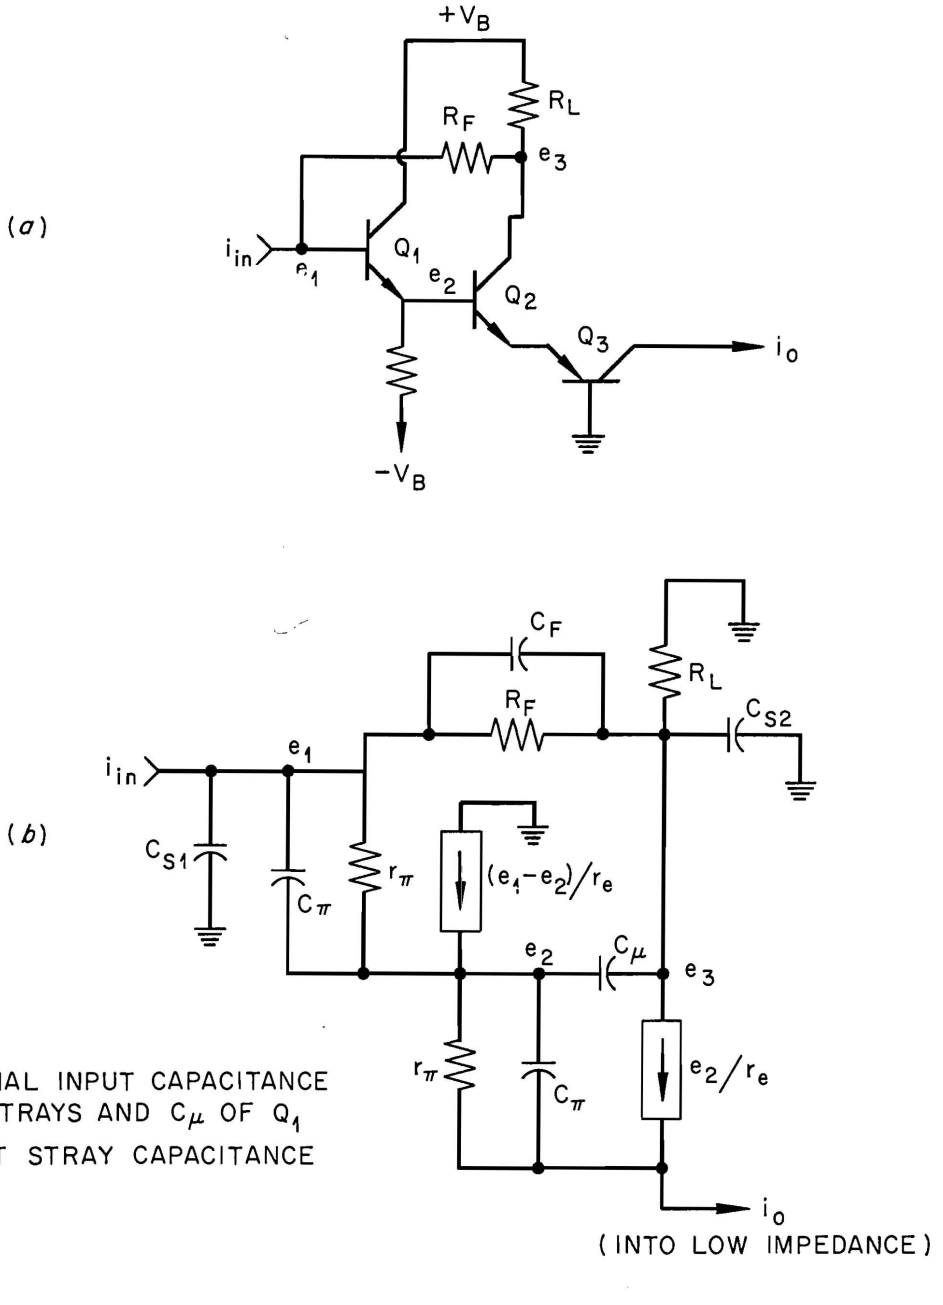 +V_B
R_L
R_F
e_3
(a)
i_in
e_1
Q_1
e_2
Q_2
Q_3
i_o
-V_B
C_F
R_L
R_F
C_S2
e_1
i_in
(b)
C_S1
C_π
r_π
(e_1-e_2)/r_e
e_2
C_μ
e_3
r_π
C_π
e_2/r_e
INPUT CAPACITANCE
AND C_μ OF Q_1
STRAY CAPACITANCE
i_o
(INTO LOW IMPEDANCE)